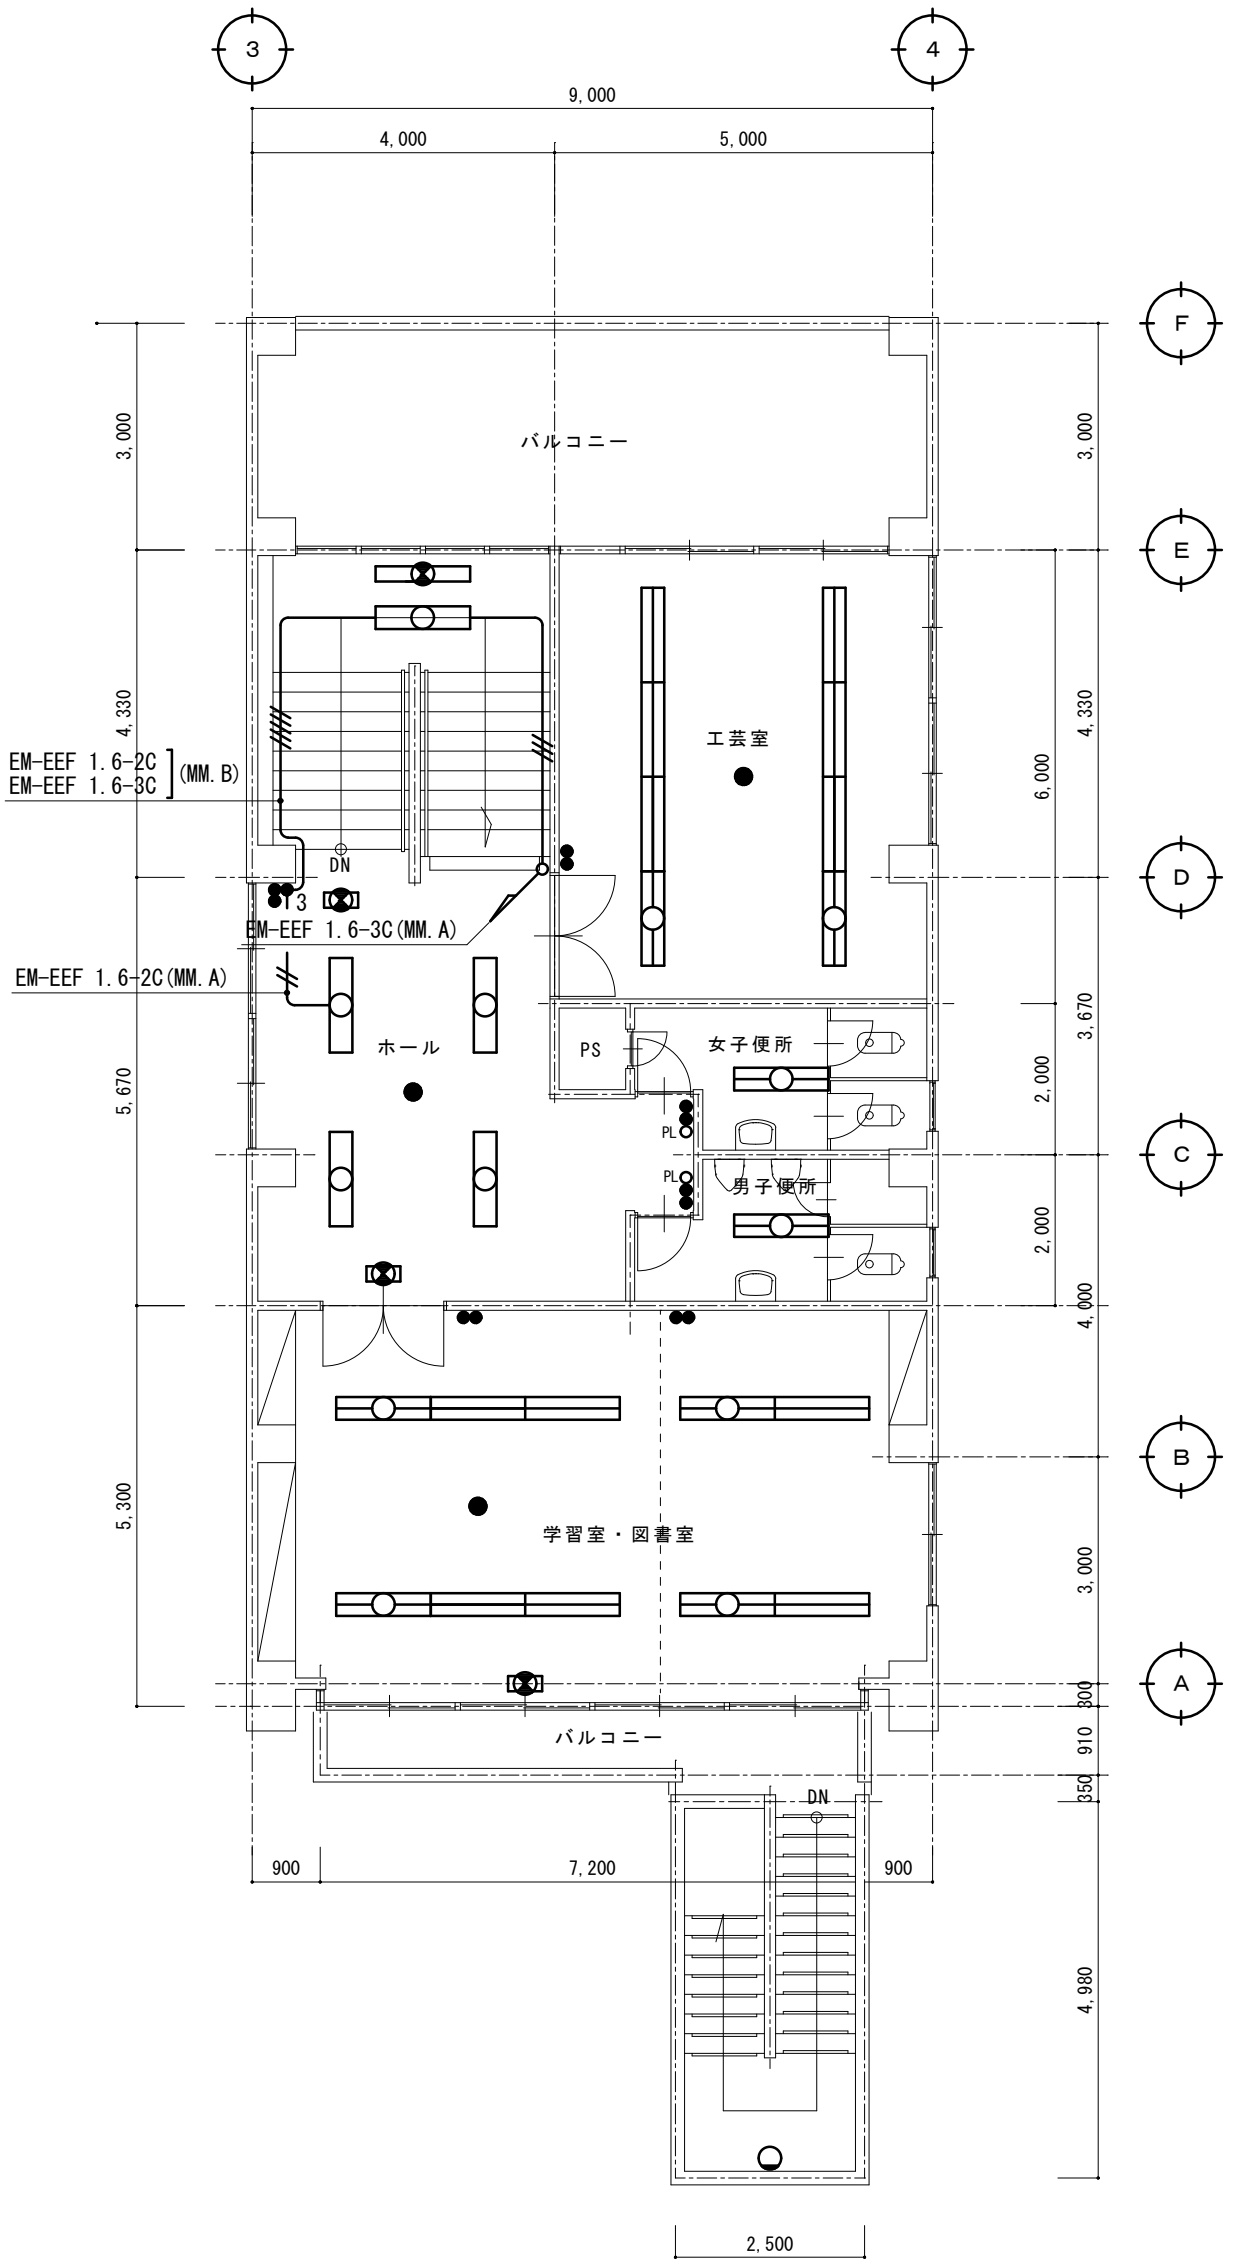 3
4
9,000
4,000
5,000
F
3,000
3,000
バルコニー
E
4,330
4,330
工芸室
6,000
EM-EEF 1.6-2C
EM-EEF 1.6-3C
(MM.B)
DN
D
3
EM-EEF 1.6-3C(MM.A)
EM-EEF 1.6-2C(MM.A)
3,670
ホール
PS
女子便所
2,000
5,670
PL
C
PL
男子便所
2,000
4,000
B
5,300
学習室・図書室
3,000
A
300
バルコニー
910
350
DN
900
7,200
900
4,980
2,500